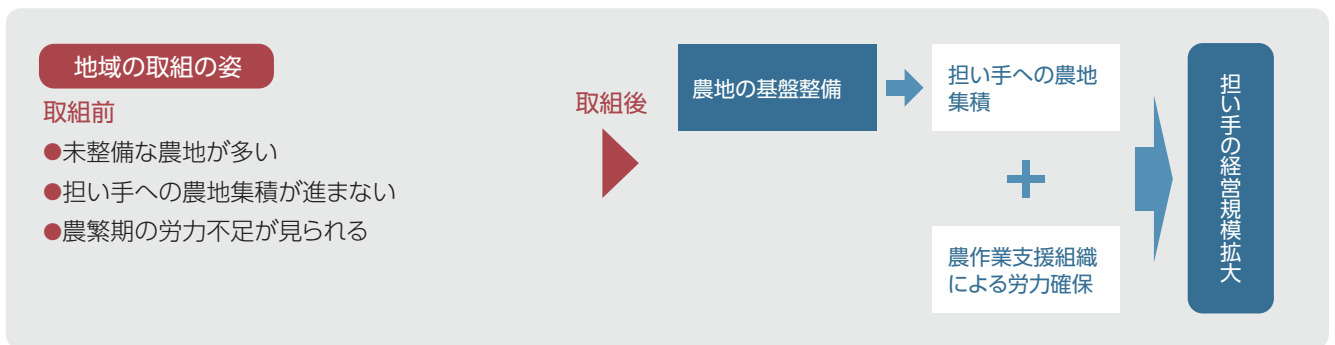 地域の取組の姿
取組前
●未整備な農地が多い
●担い手への農地集積が進まない
●農繁期の労力不足が見られる
取組後
農地の基盤整備
担い手への農地
集積
+
農作業支援組織
による労力確保
担い手の経営規模拡大